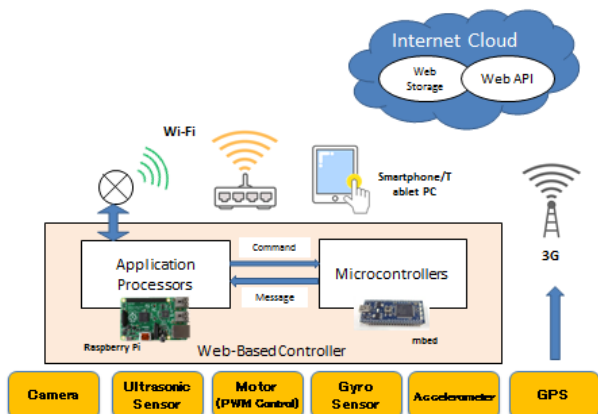 Internet Cloud
Web
Storage
Web API
Wi-Fi
Smartphone/T
ablet PC
3G
Application
Processors
Command
Message
Microcontrollers
Raspberry Pi
mbed
Web-Based Controller
Camera
Ultrasonic
Sensor
Motor
(PWM Control)
Gyro
Sensor
Accelerometer
GPS